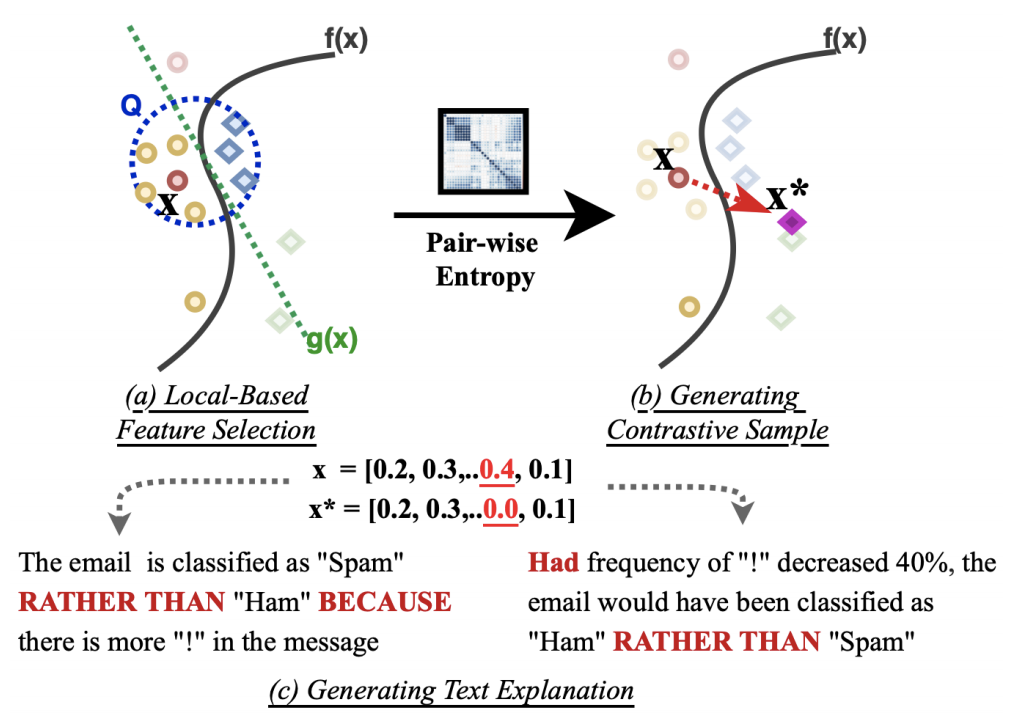 f(x)
f(x)
Q
x
x
x*
g(x)
Pair-wise
Entropy
(a) Local-Based
Feature Selection
(b) Generating
Contrastive Sample
x = [0.2, 0.3,..0.4, 0.1]
x* = [0.2, 0.3,..0.0, 0.1]
The email is classified as "Spam"
RATHER THAN "Ham" BECAUSE
there is more "!" in the message
Had frequency of "!" decreased 40%, the
email would have been classified as
"Ham" RATHER THAN "Spam"
(c) Generating Text Explanation